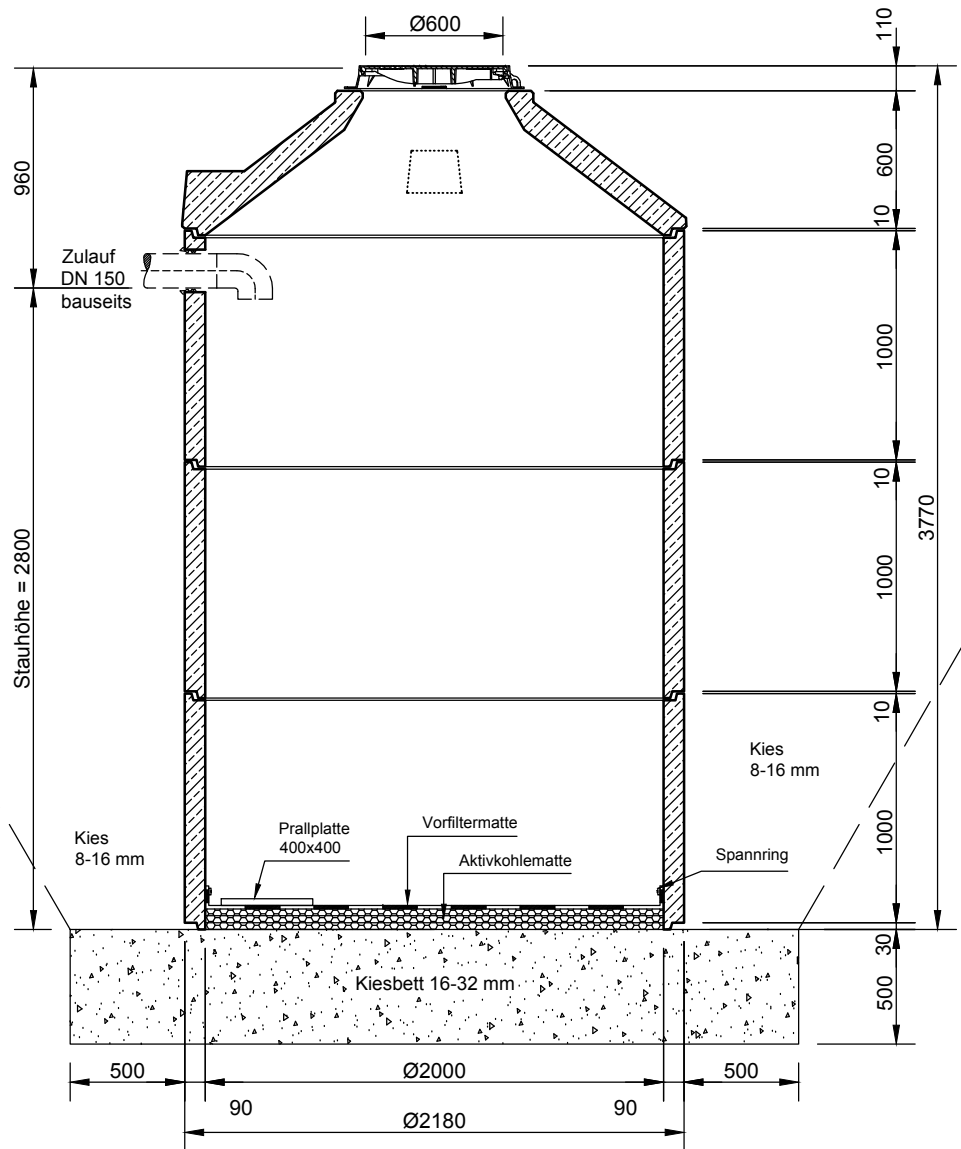 Ø600
110
960
600
10
Zulauf
DN 150
bauseits
1000
10
3770
Stauhöhe = 2800
1000
10
Kies
8-16 mm
Kies
8-16 mm
Prallplatte
400x400
Vorfiltermatte
Aktivkohlematte
Spannring
1000
30
Kiesbett 16-32 mm
500
500
Ø2000
500
90
90
Ø2180